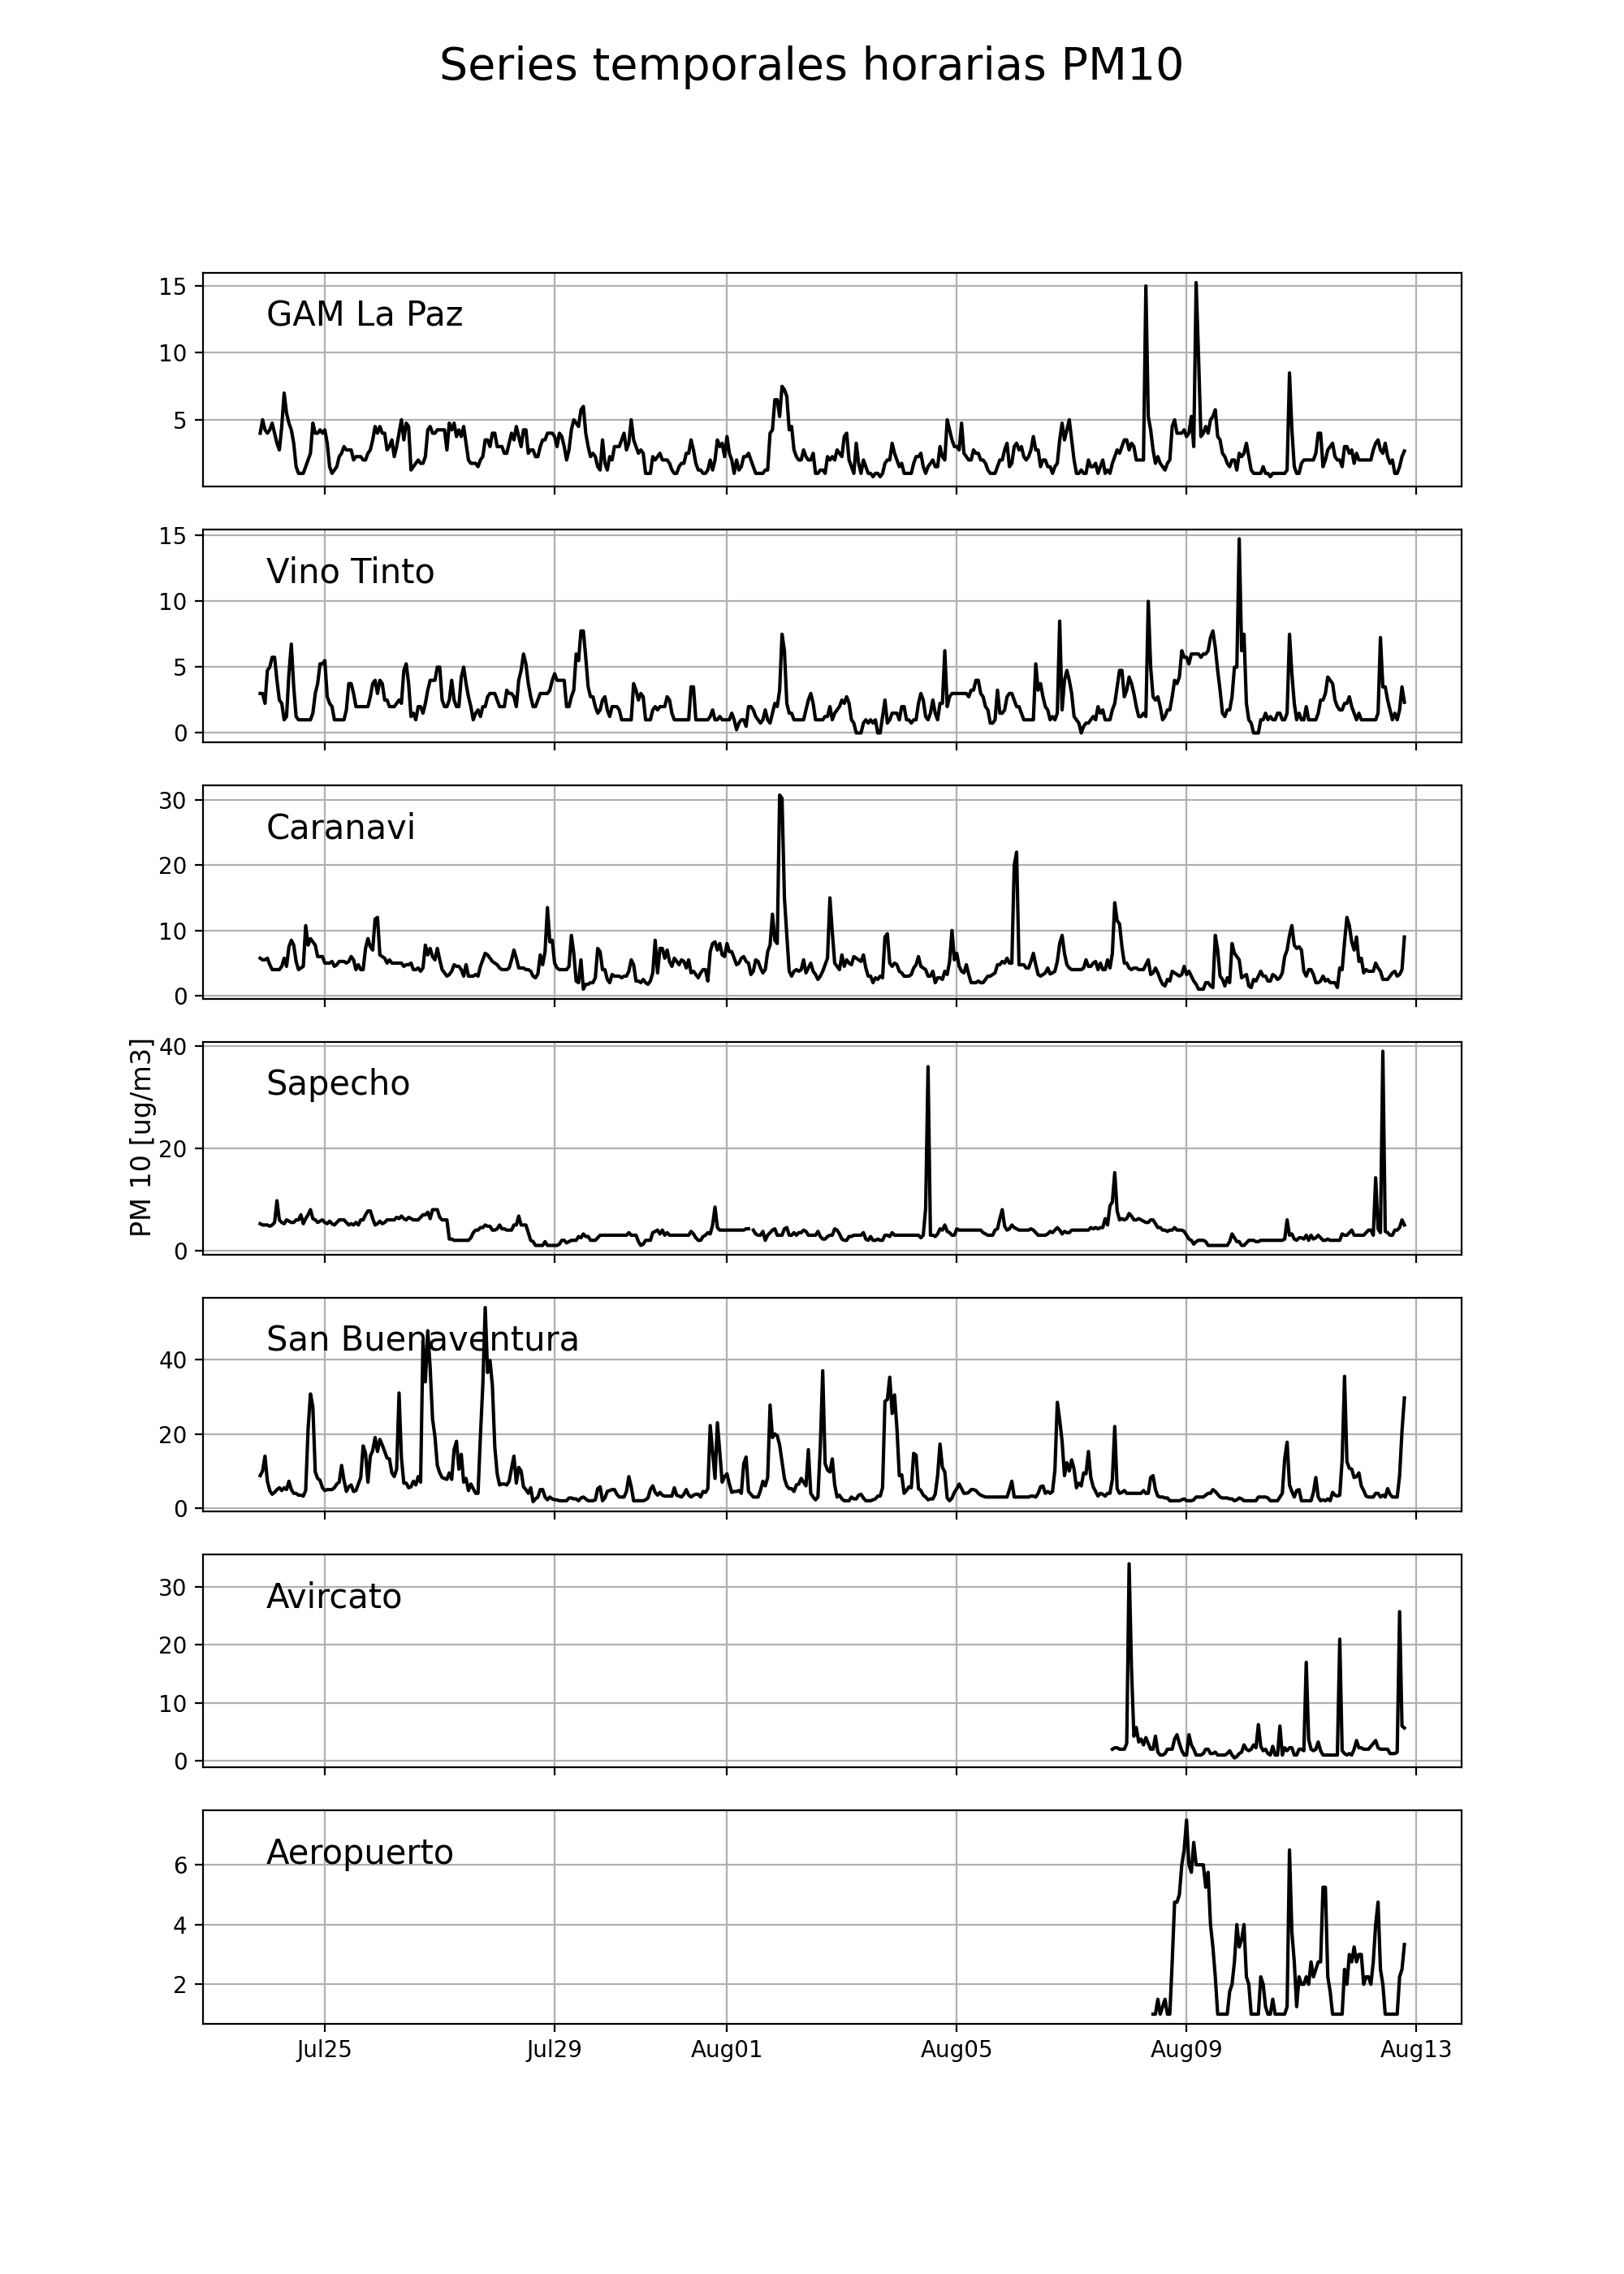 Series temporales horarias PM10
GAM La Paz
15
10
5
Vino Tinto
15
10
5
0
Caranavi
30
20
10
0
PM 10 [ug/m3]
Sapecho
40
20
0
San Buenaventura
40
20
0
Avircato
30
20
10
0
Aeropuerto
6
4
2
Jul25 Jul29 Aug01 Aug05 Aug09 Aug13